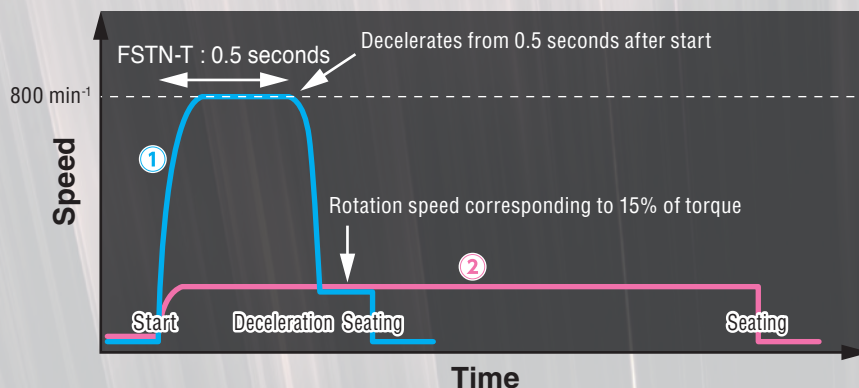 FSTN-T : 0.5 seconds
Decelerates from 0.5 seconds after start
800 min-1
1
Speed
Rotation speed corresponding to 15% of torque
2
Start
Deceleration
Seating
Seating
Time